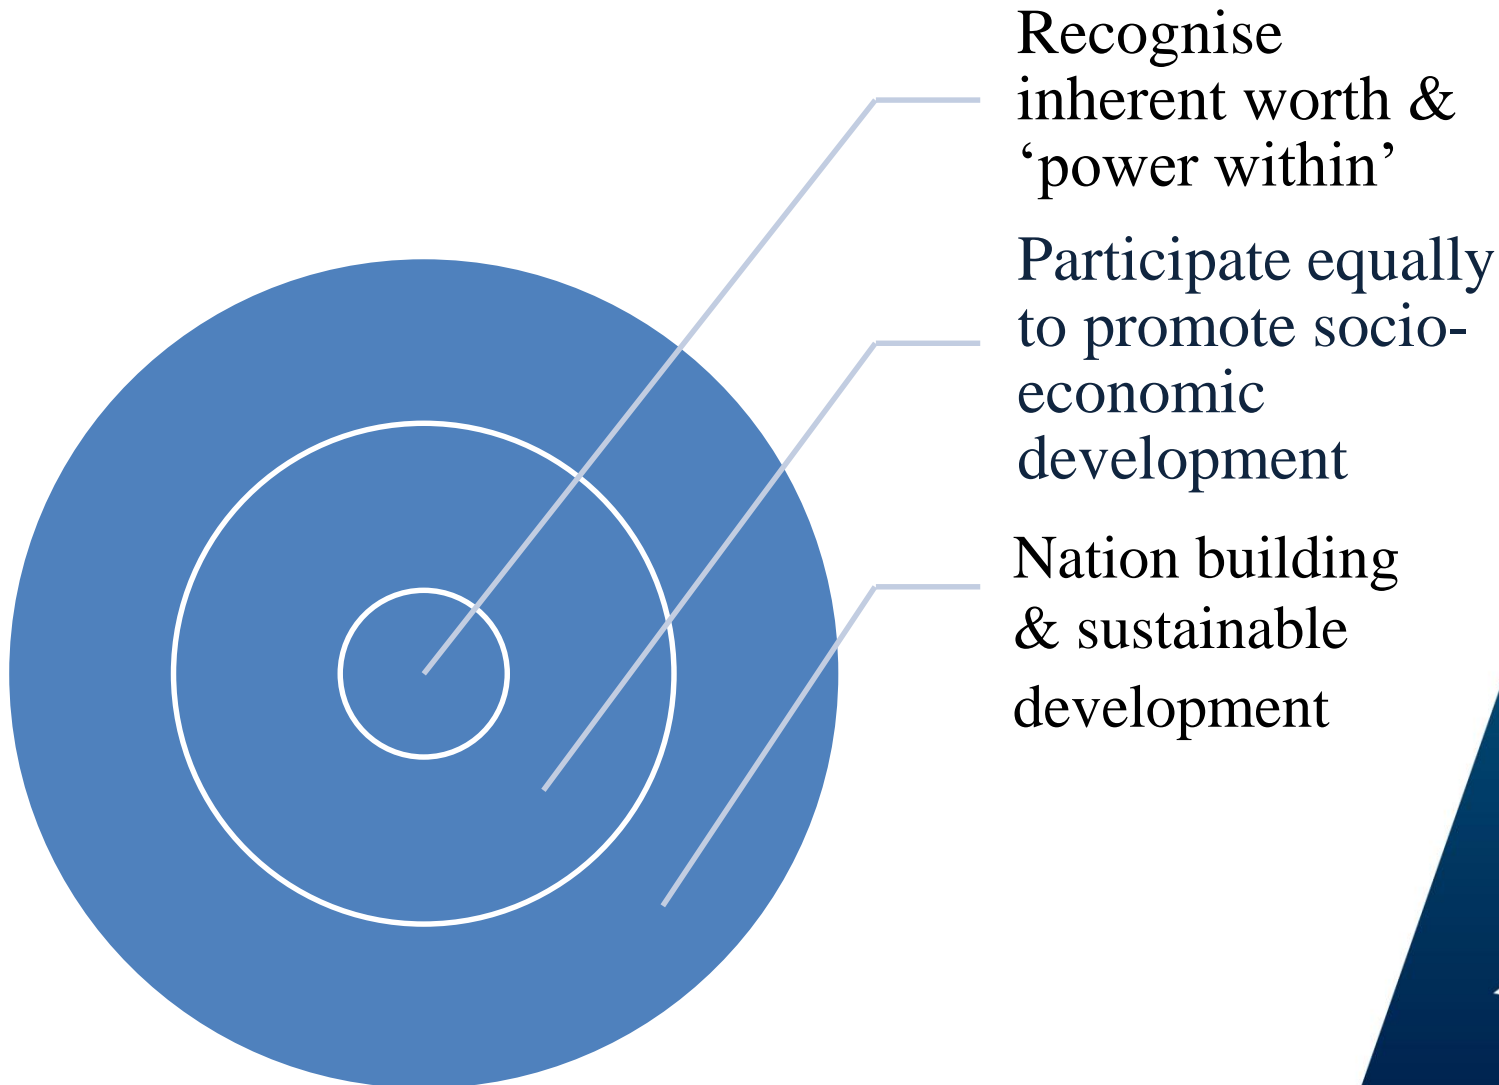 Recognise
inherent worth &
‘power within’
Participate equally
to promote socio-
economic
development
Nation building
& sustainable
development